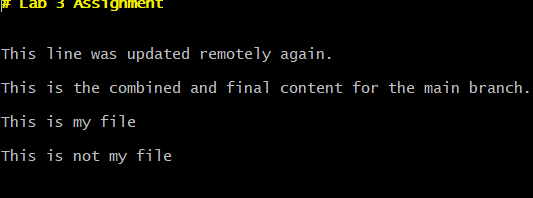 # Lab 3 Assignment
This line was updated remotely again.
This is the combined and final content for the main branch.
This is my file
This is not my file